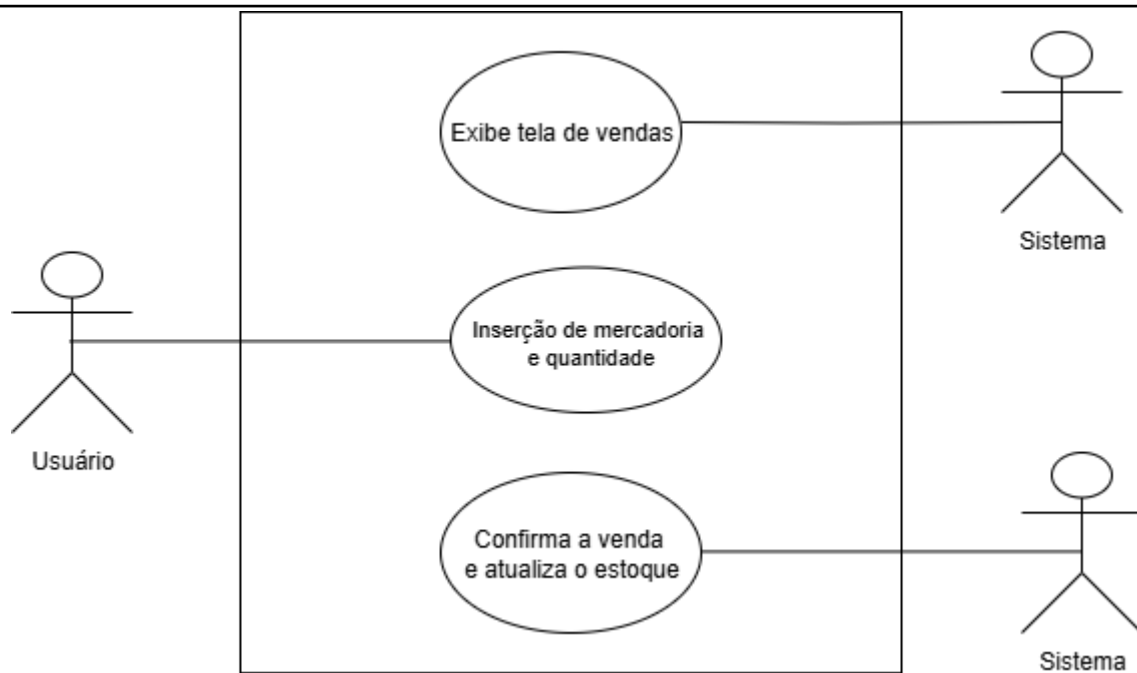 Exibe tela de vendas
Sistema
Inserção de mercadoria
e quantidade
Usuário
Confirma a venda
e atualiza o estoque
Sistema